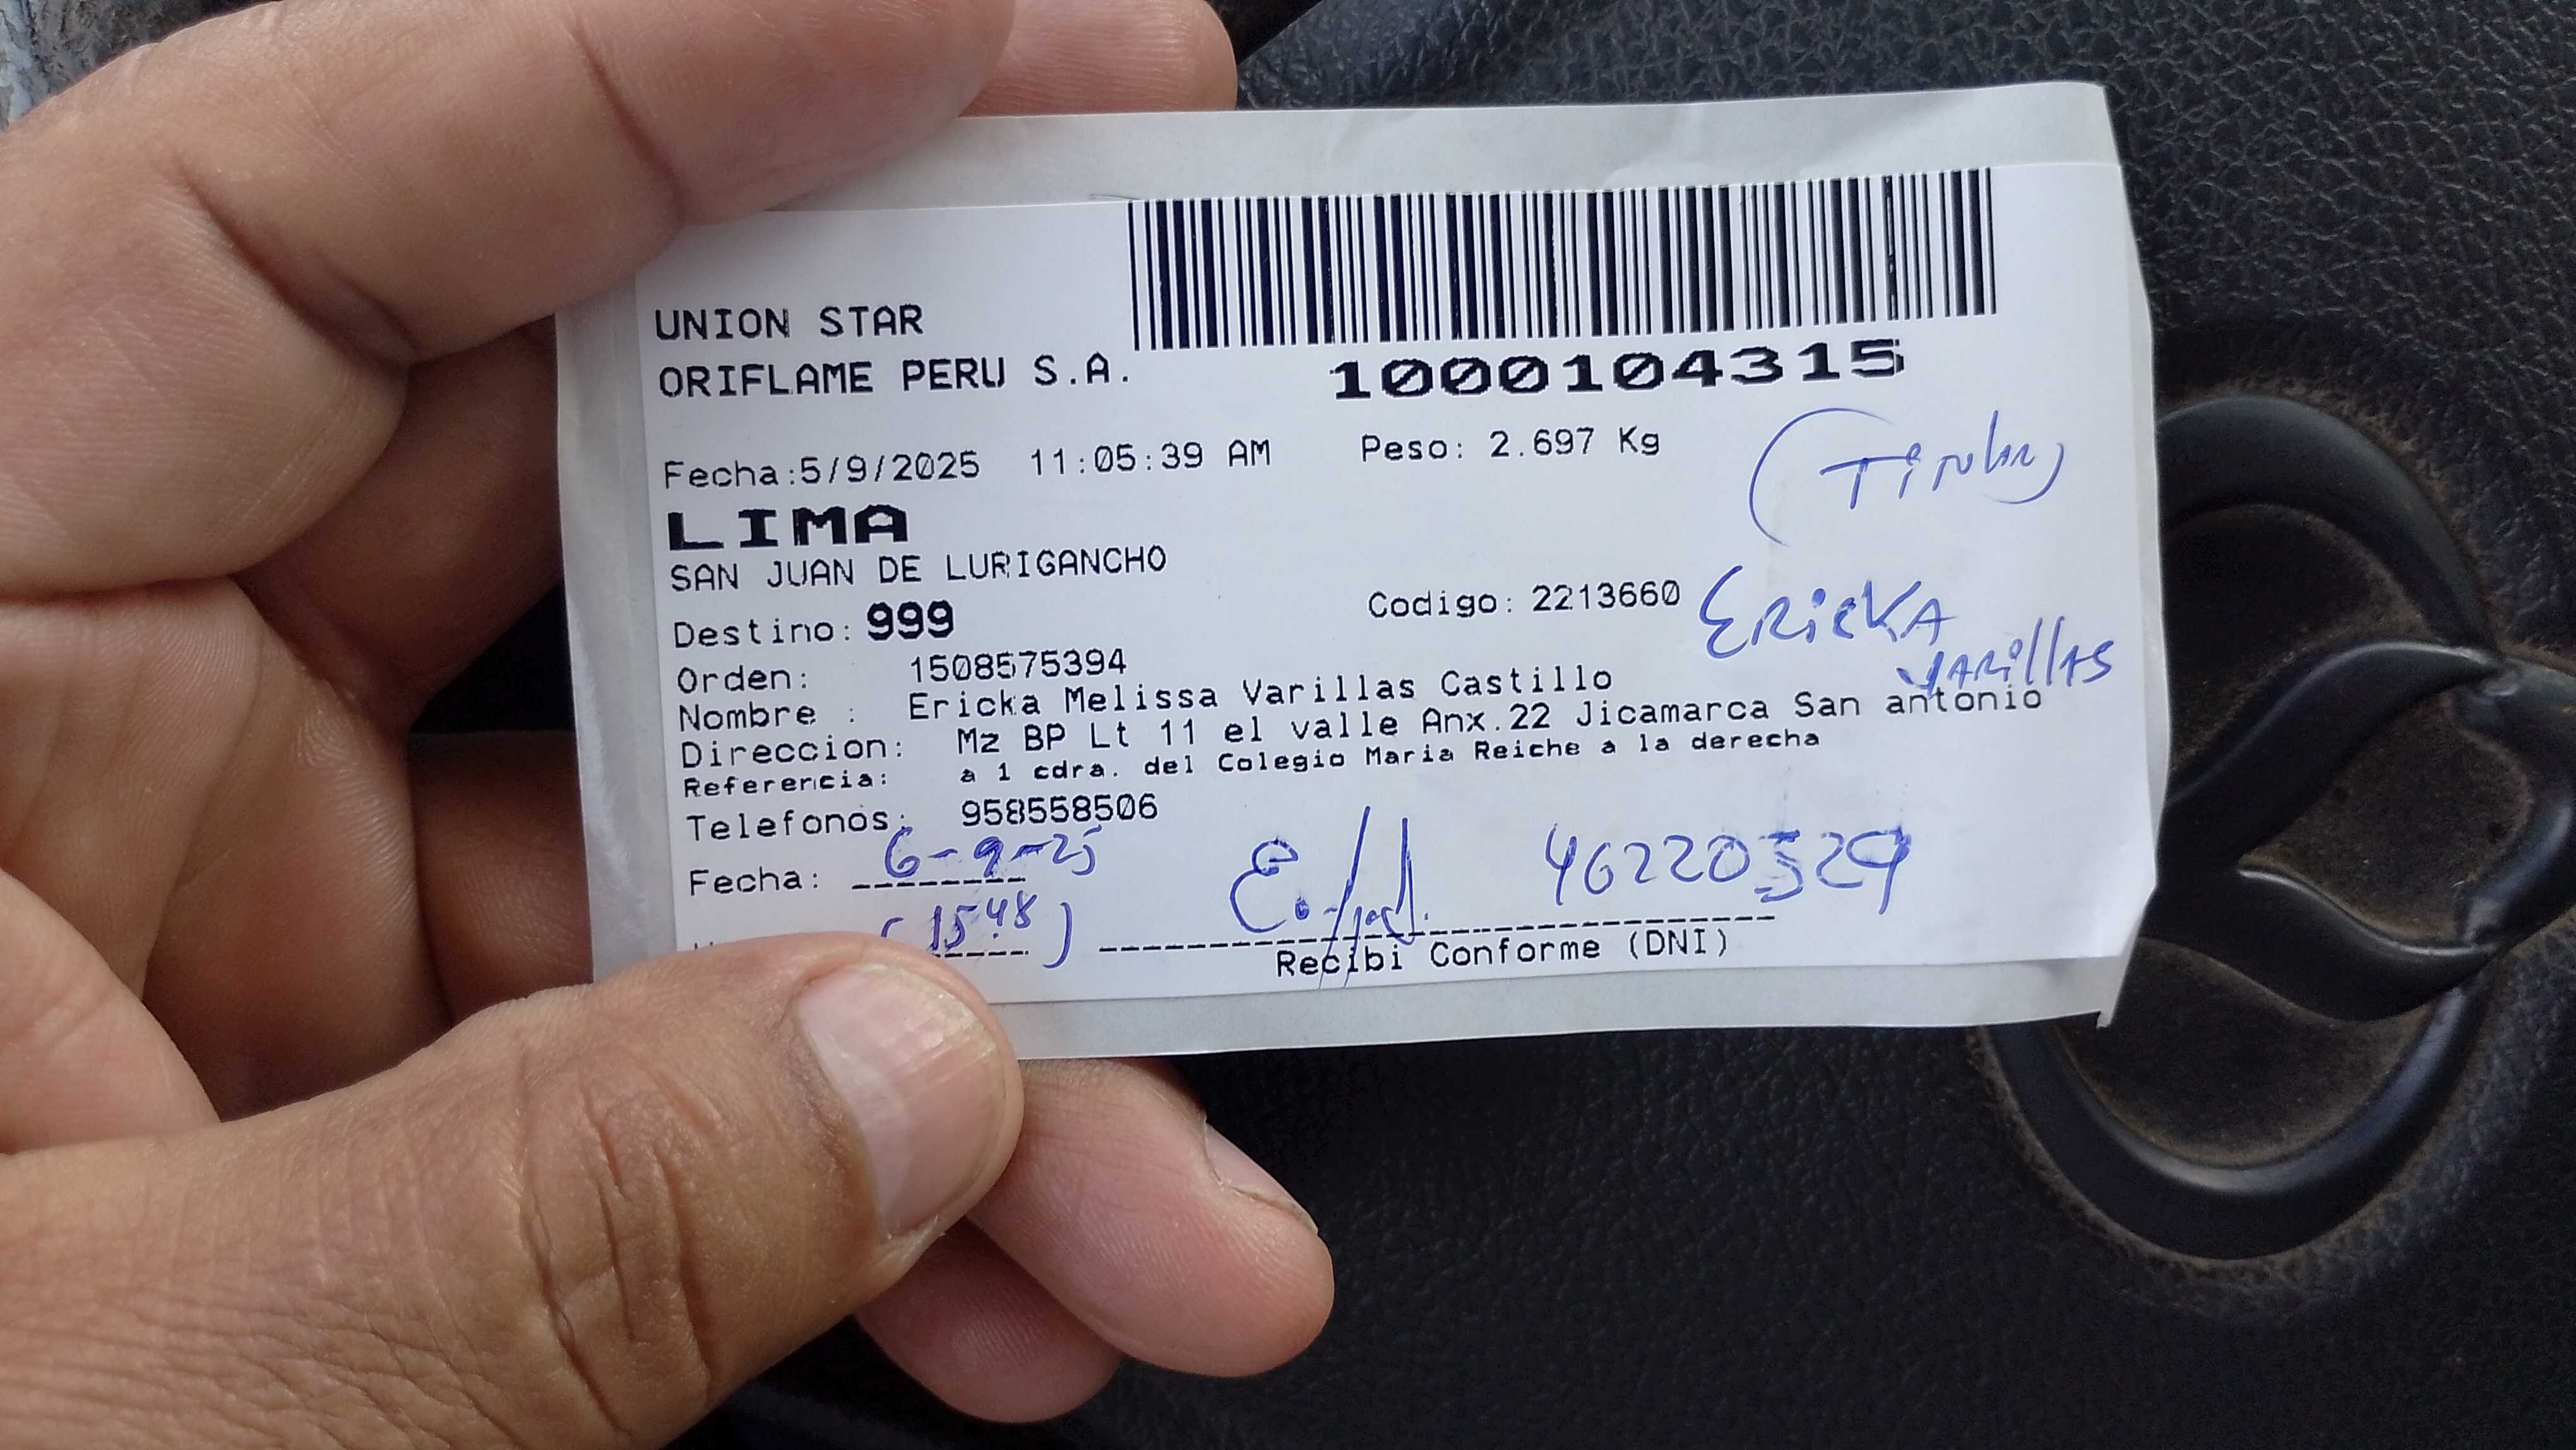 UNION STAR
ORIFLAME PERU S.A.
1000104315
Fecha:5/9/2025 11:05:39 AM Peso: 2.697 Kg
(Titular)
LIMA
SAN JUAN DE LURIGANCHO
Destino: 999 Codigo: 2213660
ERICKA
VARILLAS
Orden: 1508575394
Nombre : Ericka Melissa Varillas Castillo
Direccion: Mz BP Lt 11 el valle Anx.22 Jicamarca San antonio
Referencia: a 1 cdra. del Colegio Maria Reiche a la derecha
Telefonos: 958558506
Fecha: 6-9-25
46220329
(15:48)
Recibi Conforme (DNI)